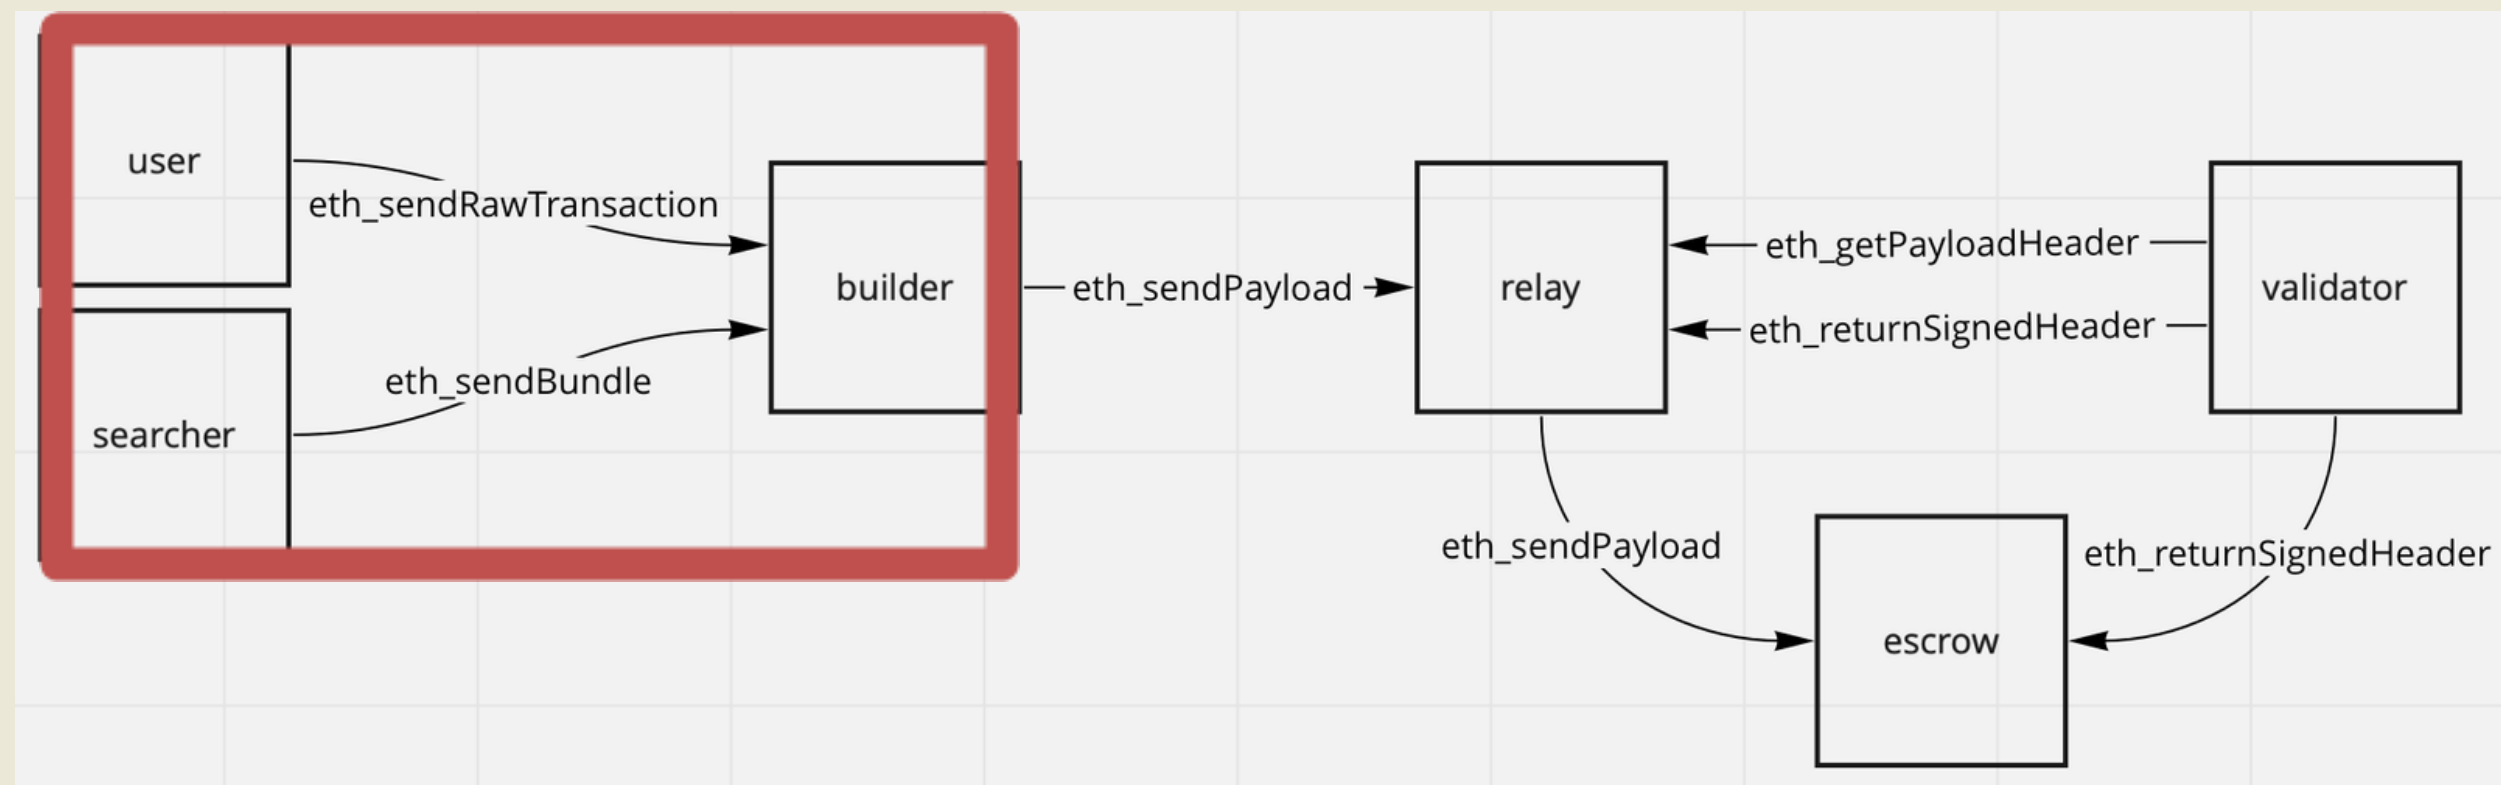 user
eth_sendRawTransaction
builder
eth_sendPayload
relay
eth_getPayloadHeader
validator
eth_returnSignedHeader
eth_sendBundle
searcher
eth_sendPayload
eth_returnSignedHeader
escrow